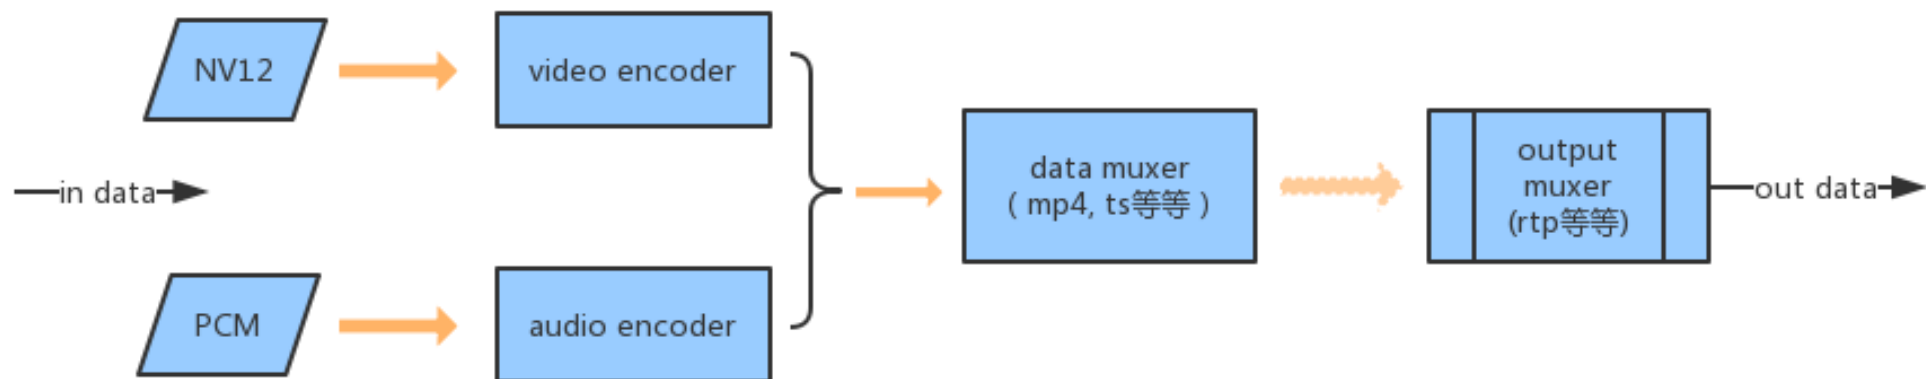 NV12
video encoder
in data
PCM
audio encoder
data muxer
( mp4, ts等等 )
output
muxer
(rtp等等)
out data